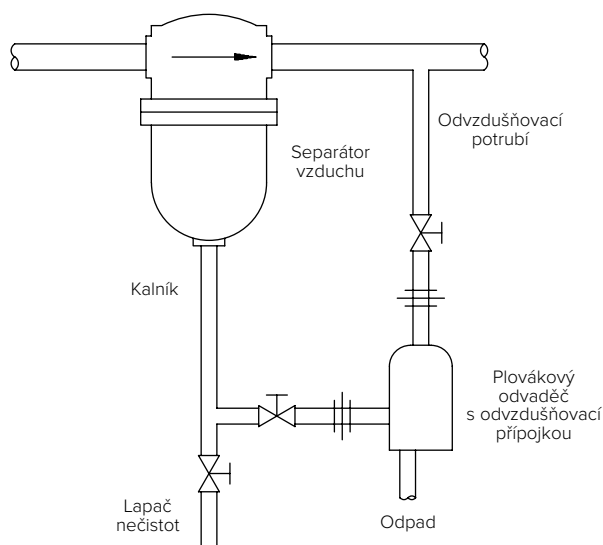 Odvzdušňovací
potrubí
Separátor
vzduchu
Kalník
Plovákový
odvaděč
s odvzdušňovací
přípojkou
Lapač
nečistot
Odpad